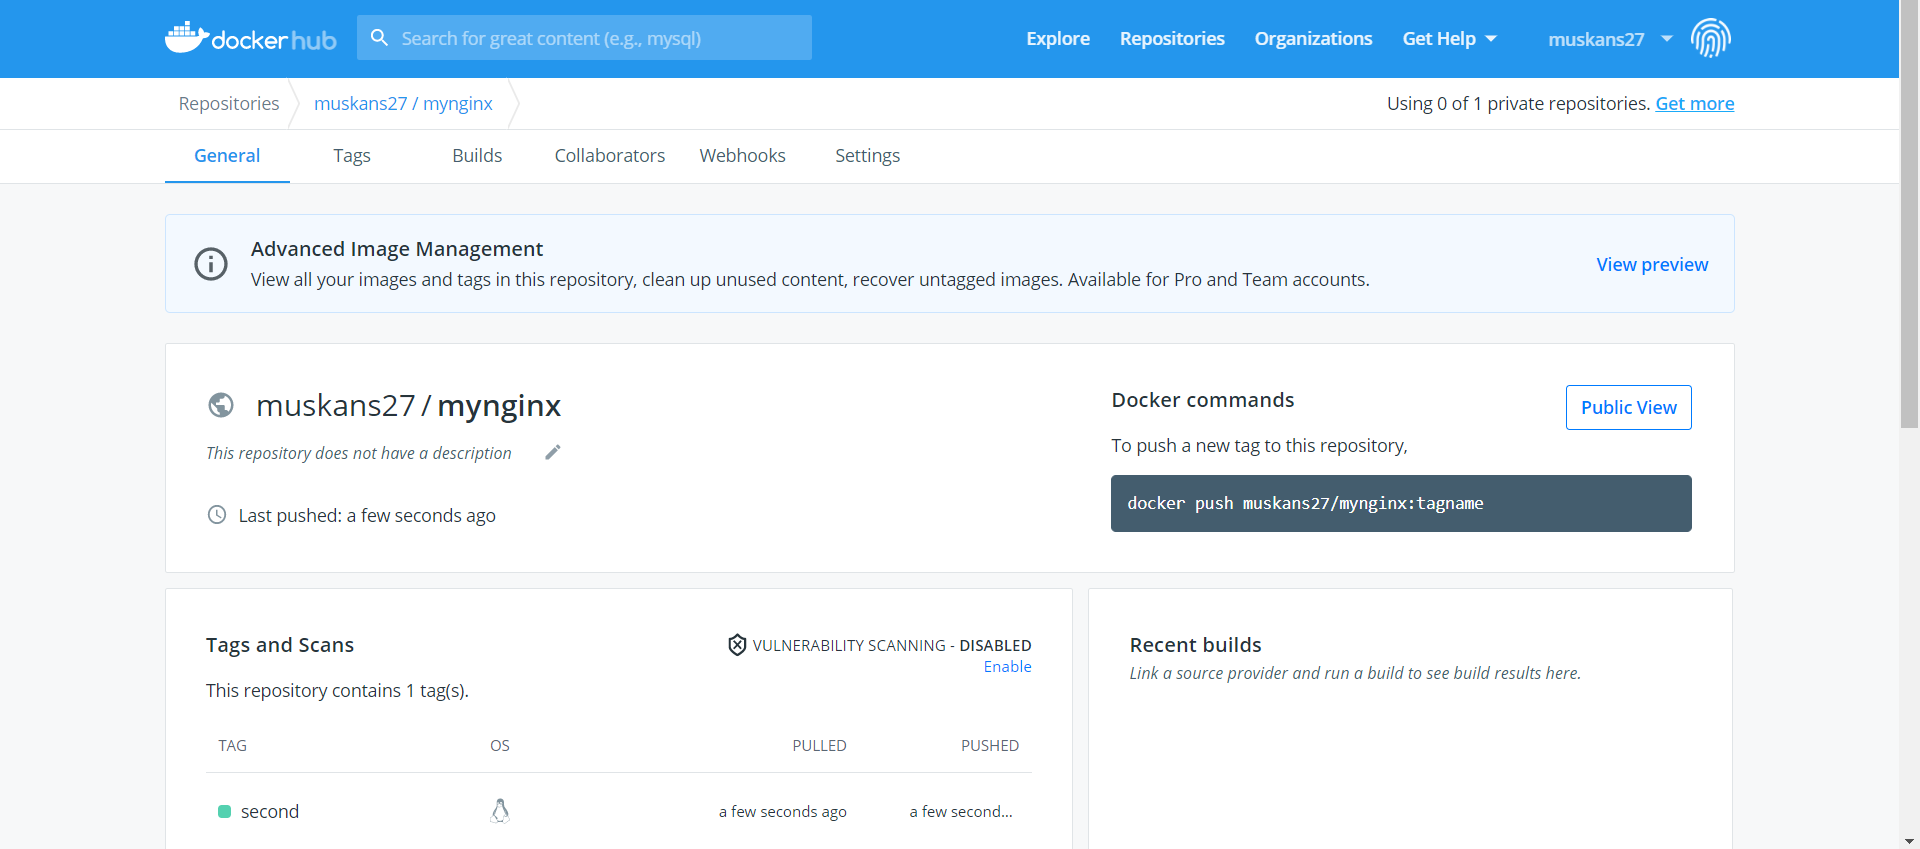 docker hub
Search for great content (e.g., mysql)
Explore
Repositories
Organizations
Get Help
muskans27
Repositories
muskans27 / mynginx
Using 0 of 1 private repositories. Get more
General
Tags
Builds
Collaborators
Webhooks
Settings
Advanced Image Management
View all your images and tags in this repository, clean up unused content, recover untagged images. Available for Pro and Team accounts.
View preview
muskans27 / mynginx
This repository does not have a description
Last pushed: a few seconds ago
Docker commands
Public View
To push a new tag to this repository,
docker push muskans27/mynginx:tagname
Tags and Scans
VULNERABILITY SCANNING - DISABLED
Enable
This repository contains 1 tag(s).
TAG
OS
PULLED
PUSHED
second
a few seconds ago
a few second...
Recent builds
Link a source provider and run a build to see build results here.